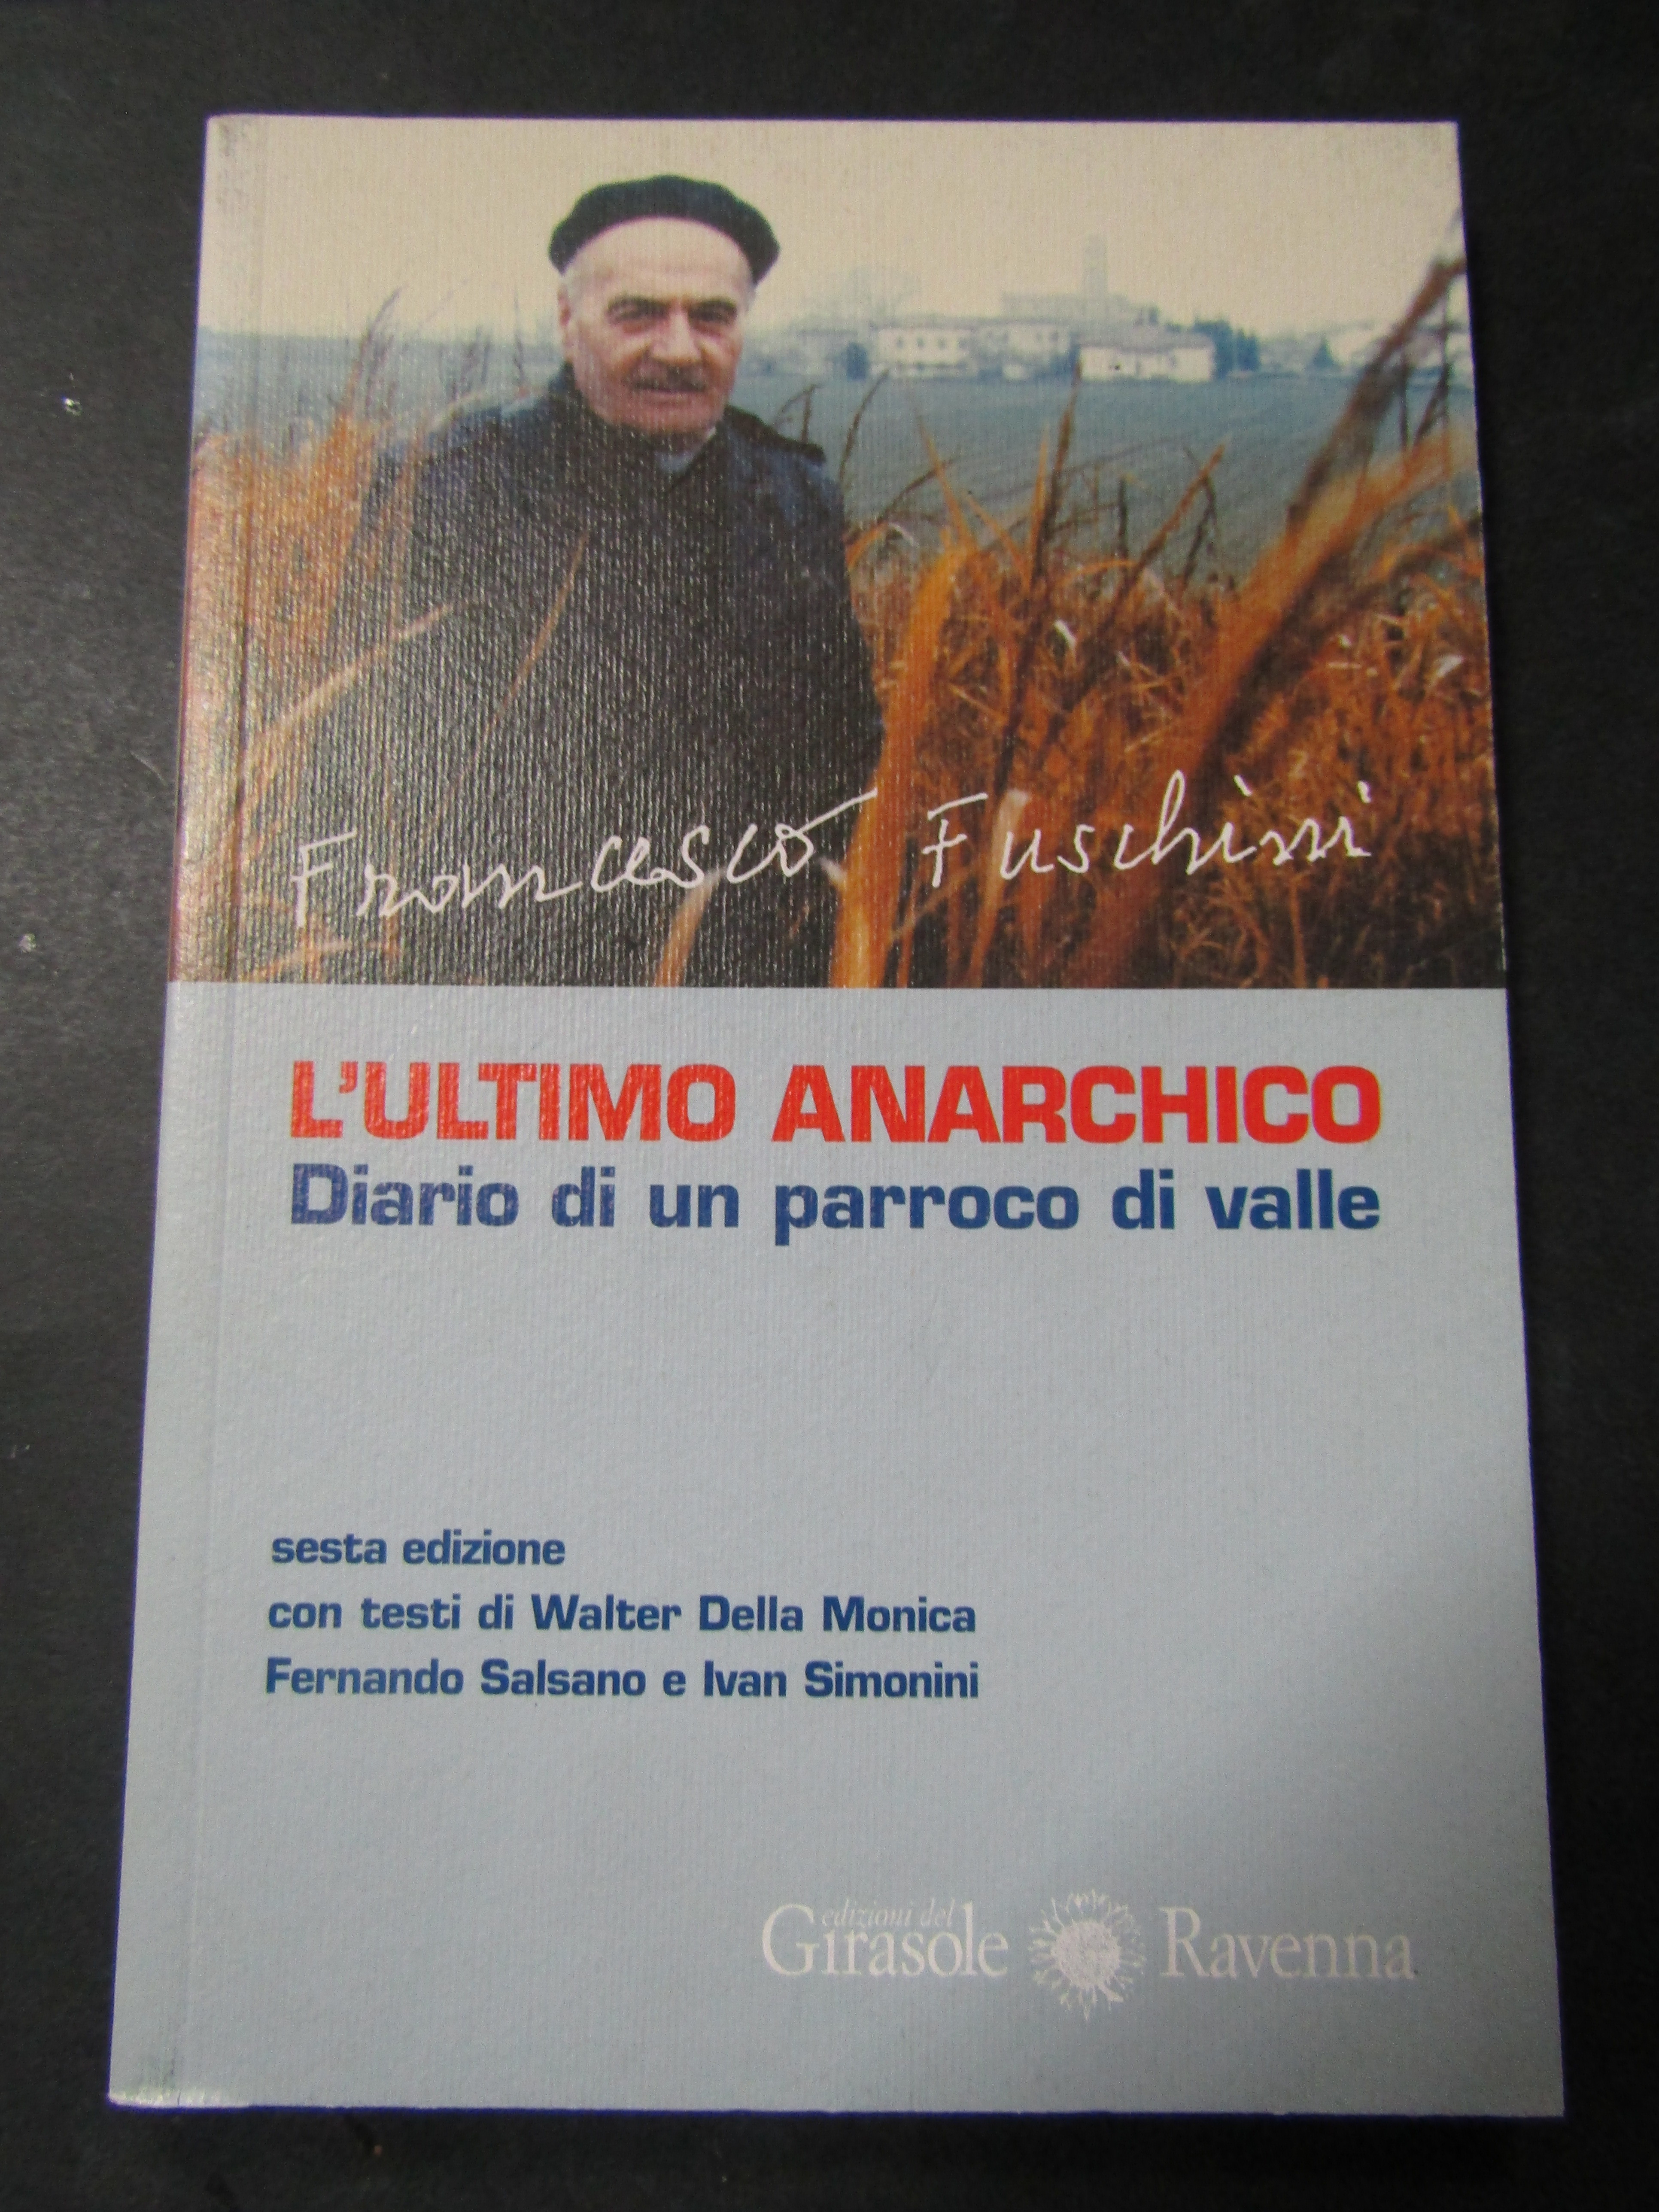 Francesco Fuschini
L'ULTIMO ANARCHICO
Diario di un parroco di valle
sesta edizione
con testi di Walter Della Monica
Fernando Salsano e Ivan Simonini
edizioni del
Girasole Ravenna